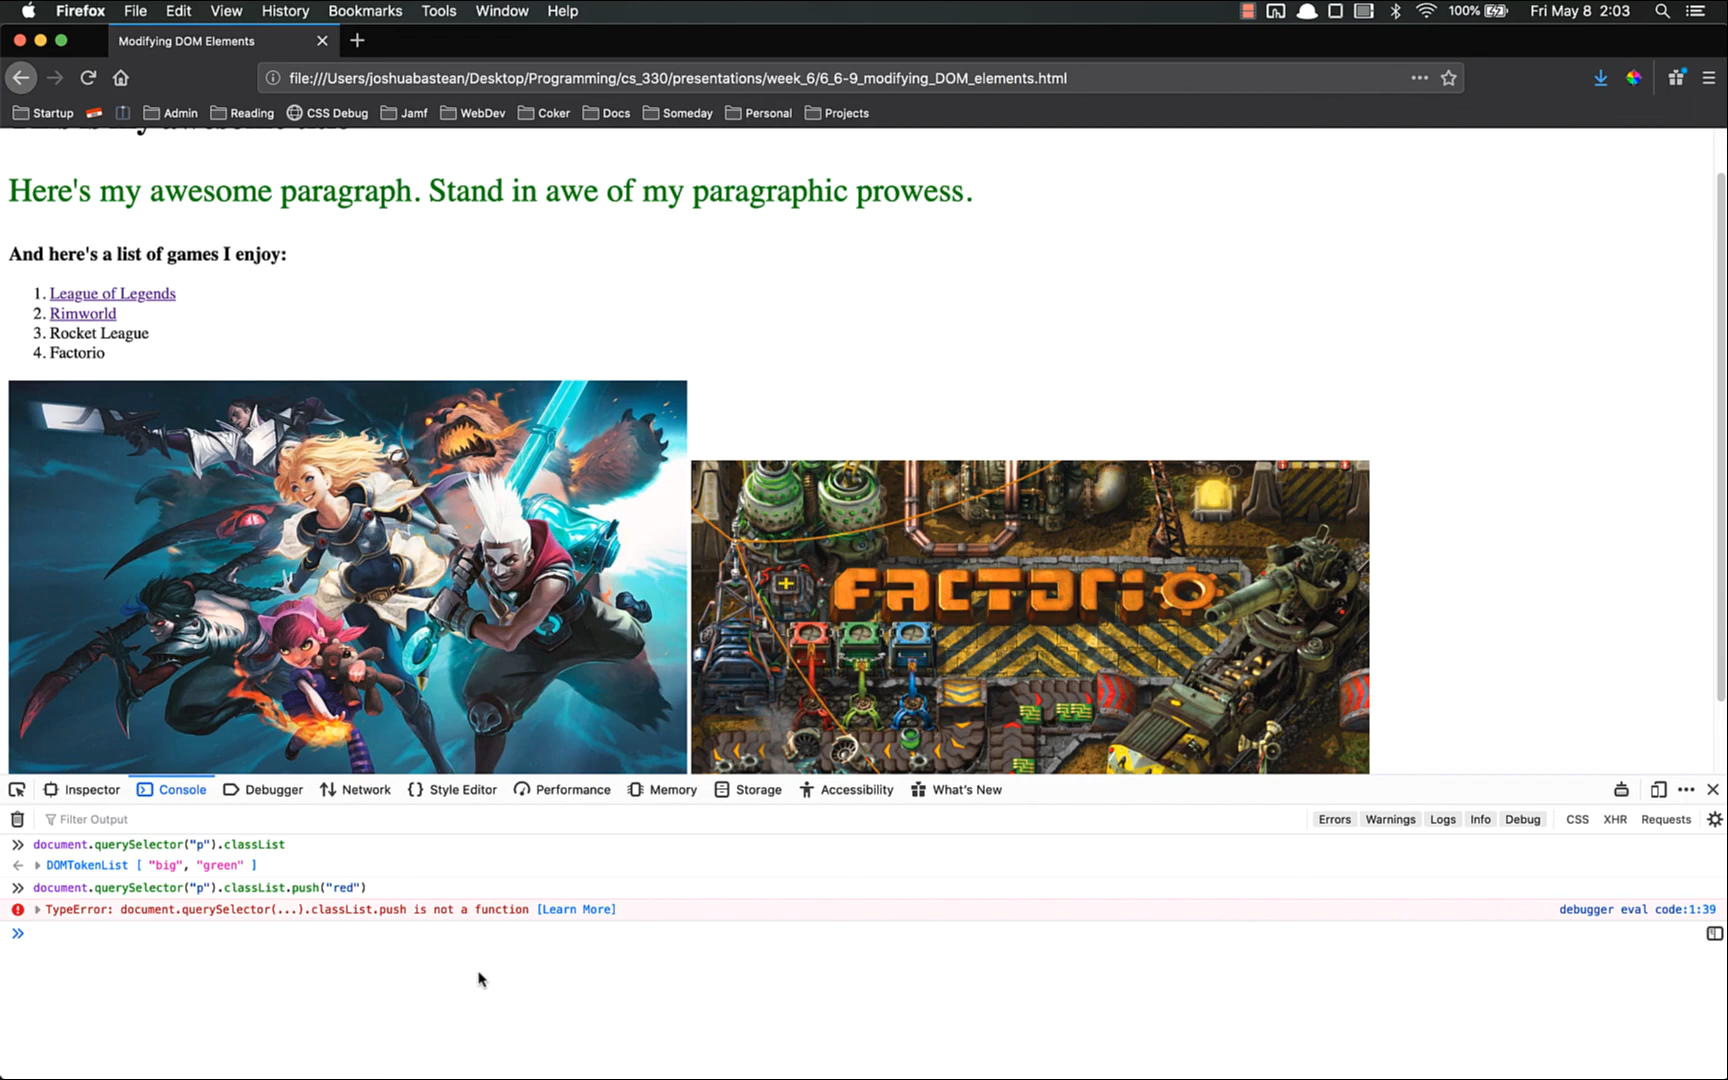 Firefox File Edit View History Bookmarks Tools Window Help 100% Fri May 8 2:03
Modifying DOM Elements
file:///Users/joshuabastean/Desktop/Programming/cs_330/presentations/week_6/6_6-9_modifying_DOM_elements.html
Startup Admin Reading CSS Debug Jamf WebDev Coker Docs Someday Personal Projects
Here's my awesome paragraph. Stand in awe of my paragraphic prowess.
And here's a list of games I enjoy:
1. League of Legends
2. Rimworld
3. Rocket League
4. Factorio
FACTORIO
Inspector Console Debugger Network Style Editor Performance Memory Storage Accessibility What's New
Filter Output Errors Warnings Logs Info Debug CSS XHR Requests
document.querySelector("p").classList
DOMTokenList [ "big", "green" ]
document.querySelector("p").classList.push("red")
TypeError: document.querySelector(...).classList.push is not a function [Learn More] debugger eval code:1:39